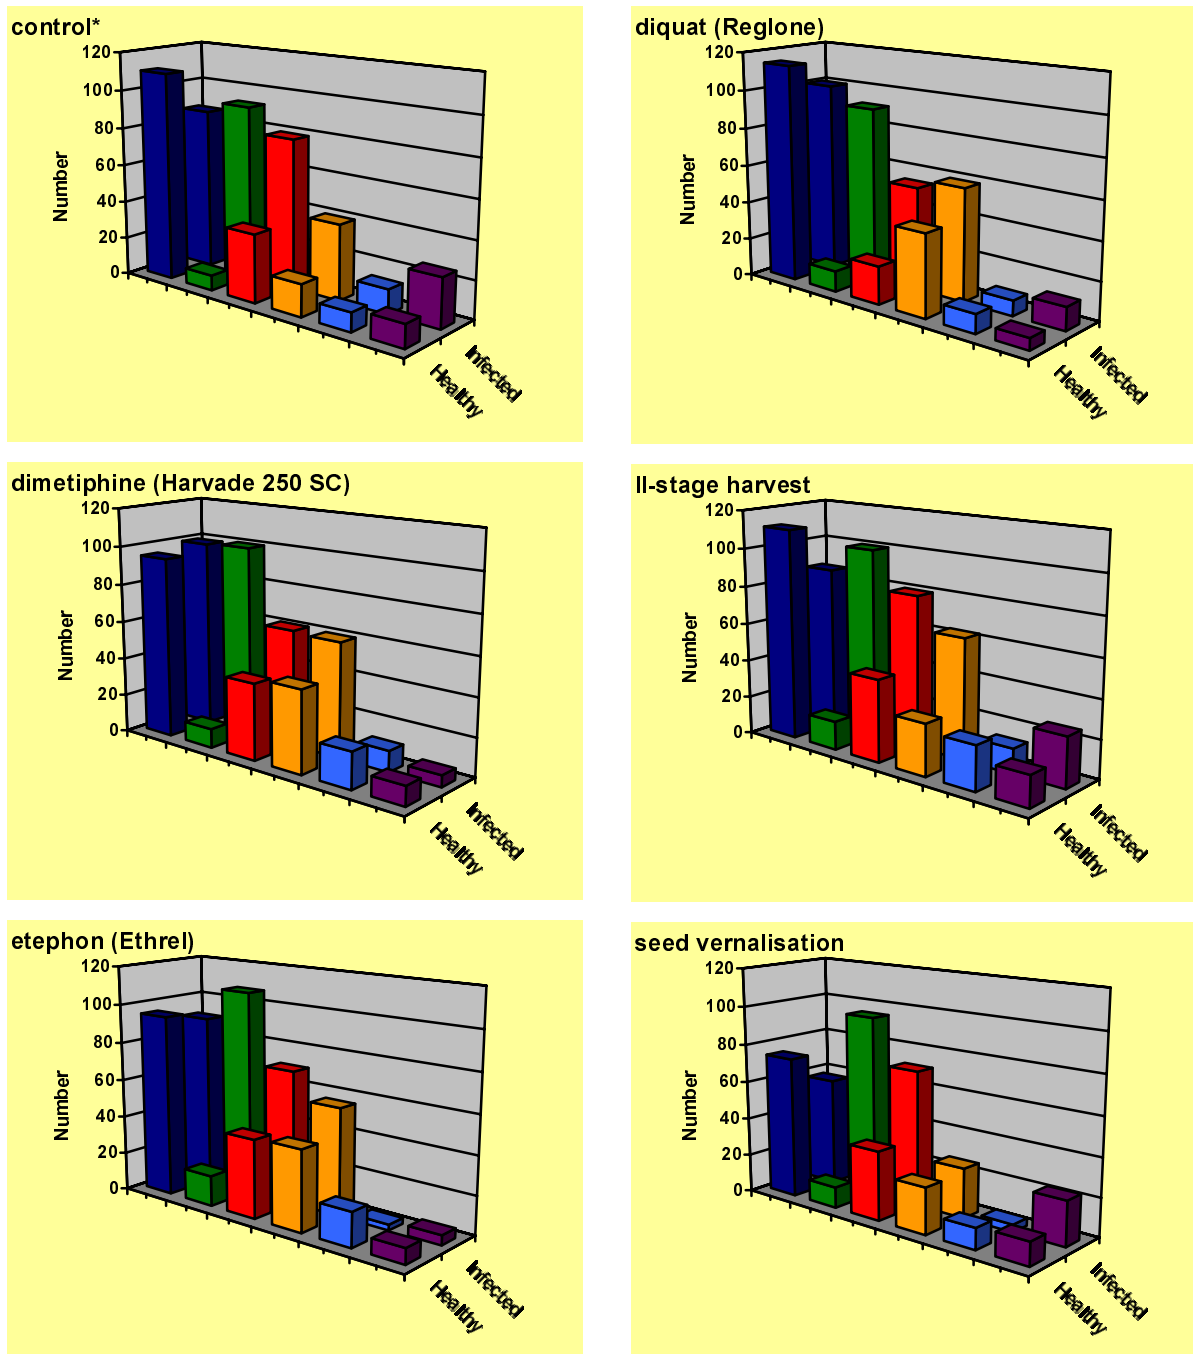 control*
120
100
80
60
40
20
0
Number
Healthy
Infected
diquat (Reglone)
120
100
80
60
40
20
0
Number
Healthy
Infected
dimetiphine (Harvade 250 SC)
120
100
80
60
40
20
0
Number
Healthy
Infected
II-stage harvest
120
100
80
60
40
20
0
Number
Healthy
Infected
etephon (Ethrel)
120
100
80
60
40
20
0
Number
Healthy
Infected
seed vernalisation
120
100
80
60
40
20
0
Number
Healthy
Infected